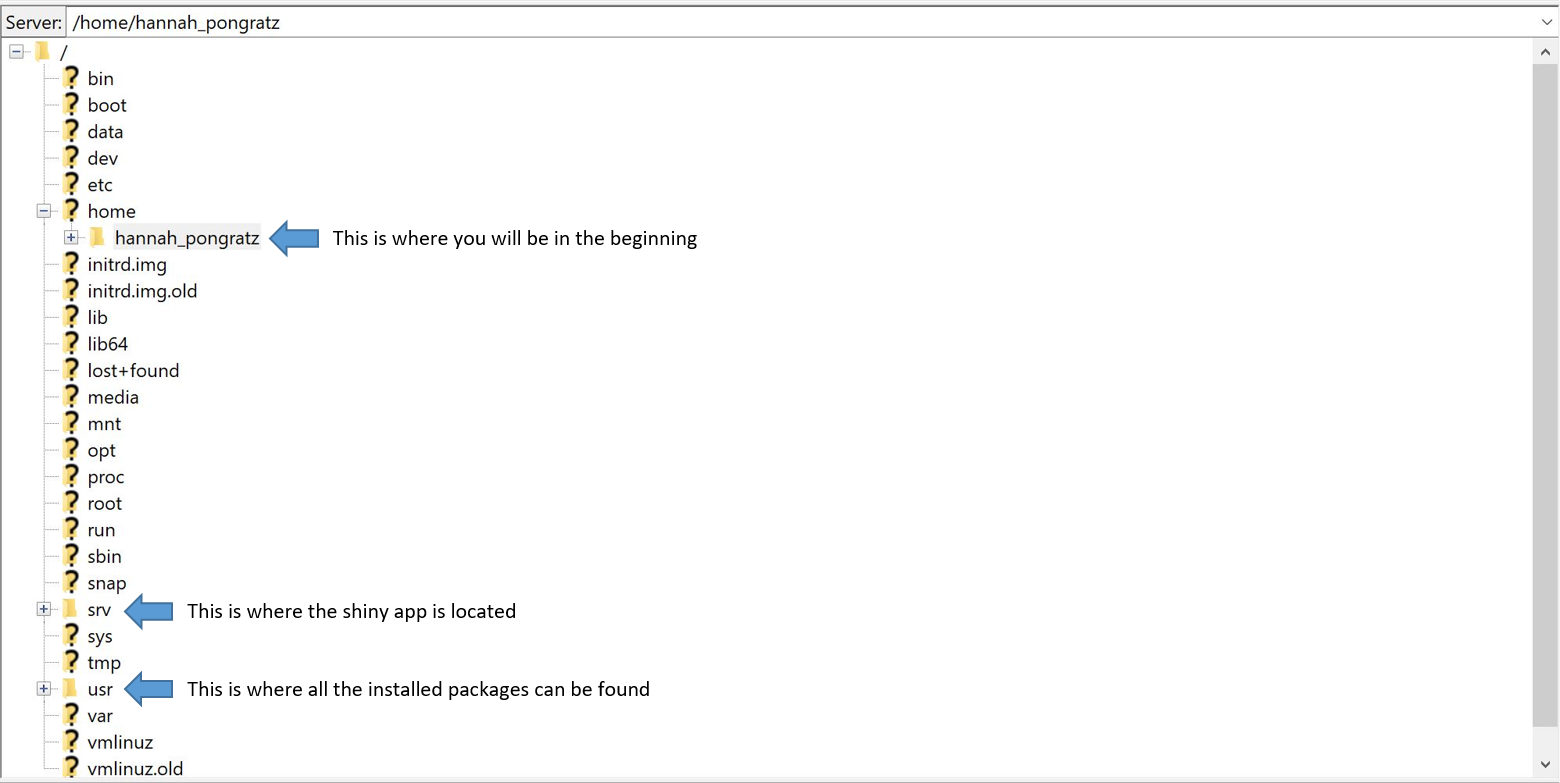 Server: /home/hannah_pongratz
/
bin
boot
data
dev
etc
home
hannah_pongratz This is where you will be in the beginning
initrd.img
initrd.img.old
lib
lib64
lost+found
media
mnt
opt
proc
root
run
sbin
snap
srv This is where the shiny app is located
sys
tmp
usr This is where all the installed packages can be found
var
vmlinuz
vmlinuz.old